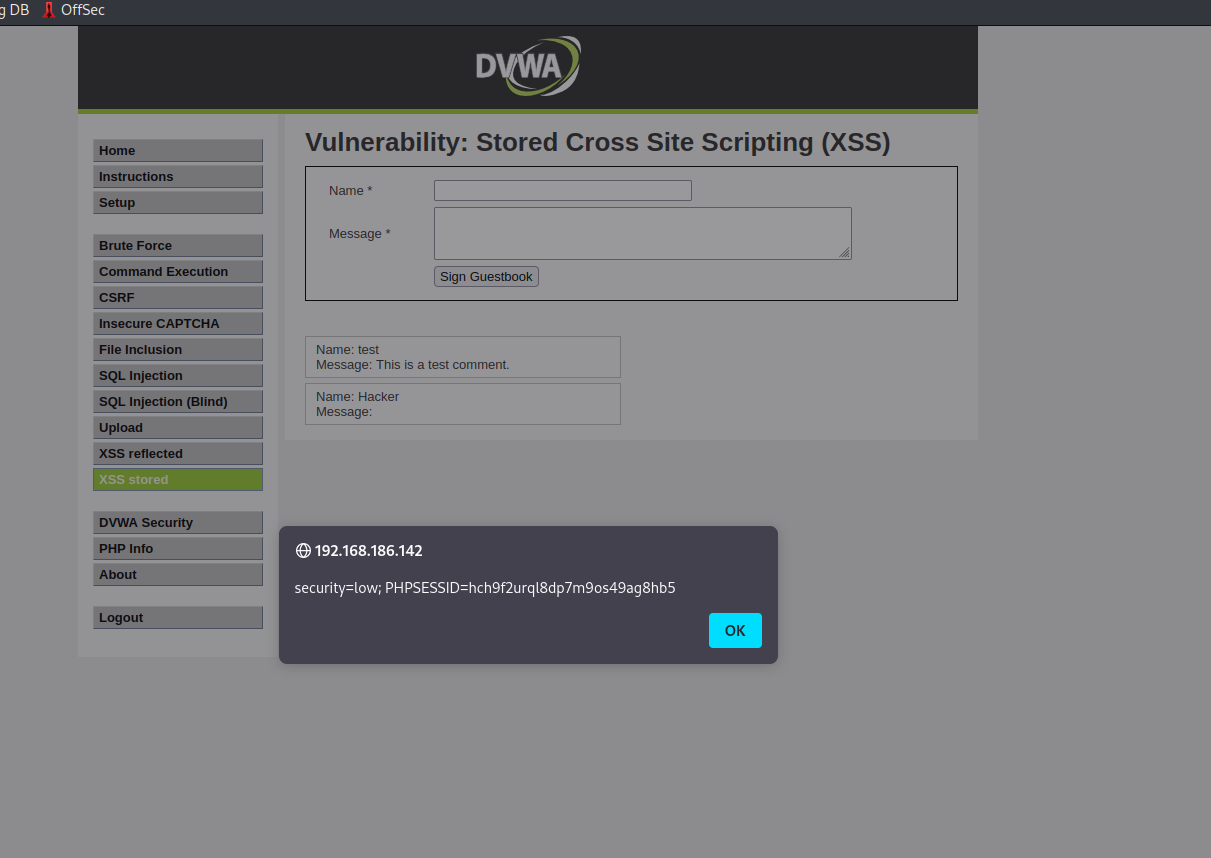 g DB OffSec
DVWA
Vulnerability: Stored Cross Site Scripting (XSS)
Home
Instructions
Setup
Brute Force
Command Execution
CSRF
Insecure CAPTCHA
File Inclusion
SQL Injection
SQL Injection (Blind)
Upload
XSS reflected
XSS stored
DVWA Security
PHP Info
About
Logout
Name *
Message *
Sign Guestbook
Name: test
Message: This is a test comment.
Name: Hacker
Message:
192.168.186.142
security=low; PHPSESSID=hch9f2urql8dp7m9os49ag8hb5
OK